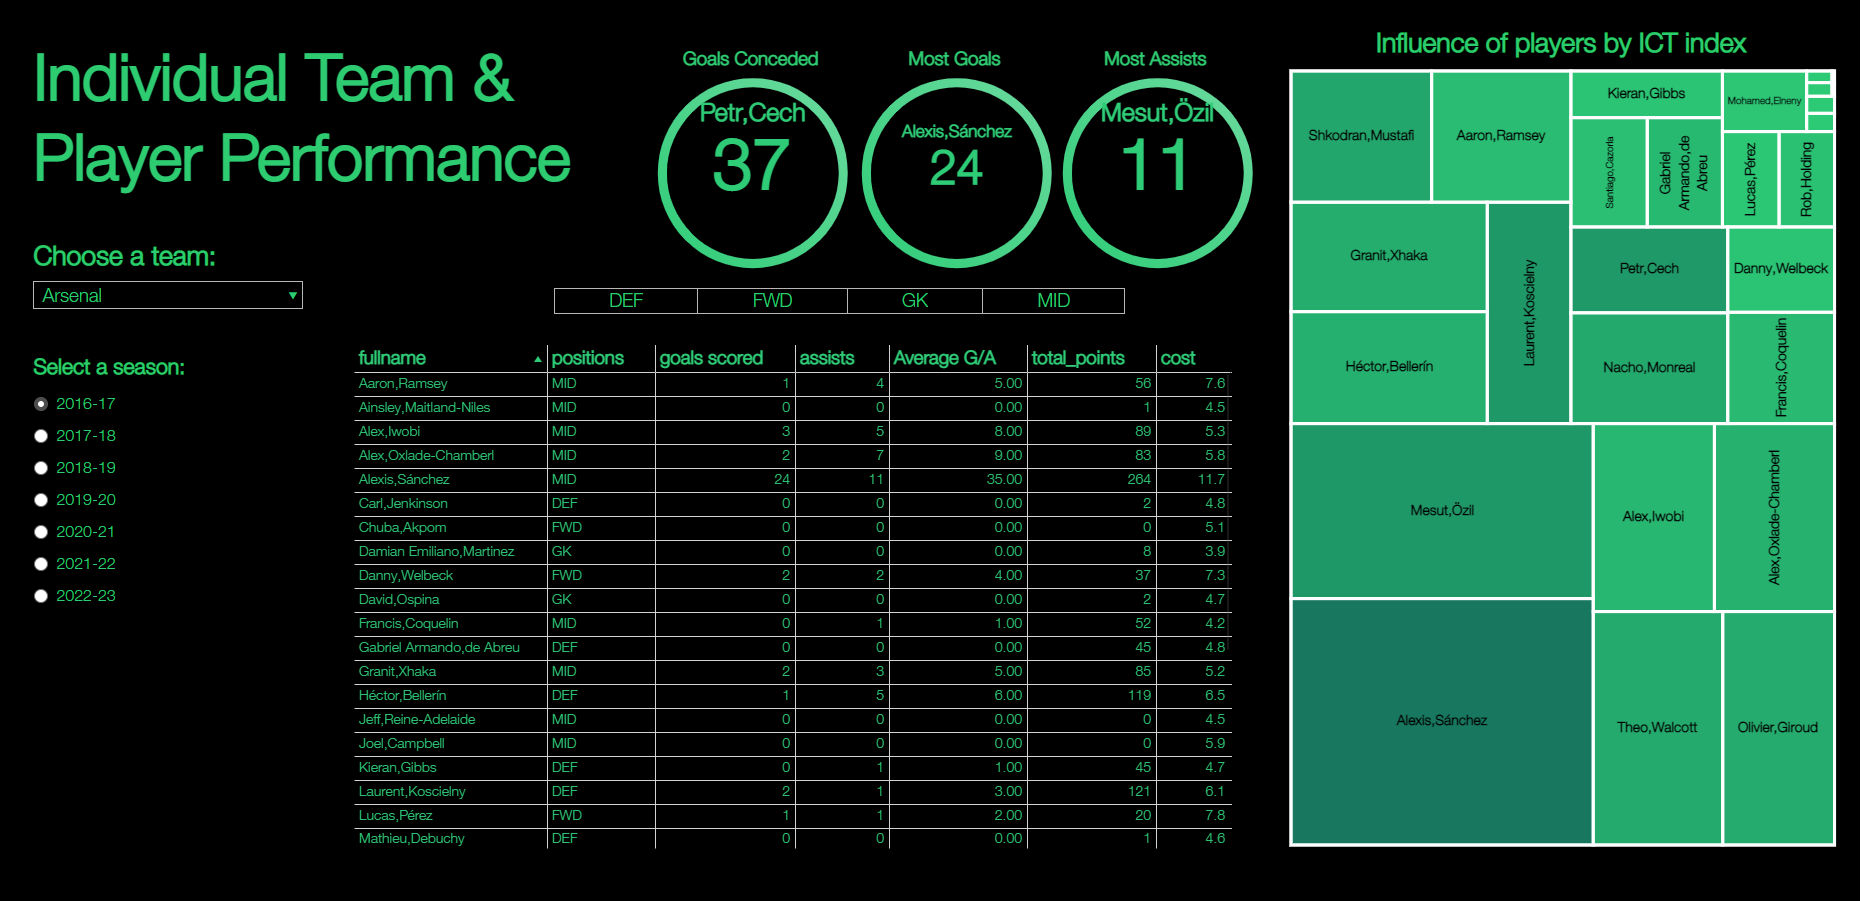 Individual Team &
Player Performance
Goals Conceded
Petr,Cech
37
Most Goals
Alexis,Sánchez
24
Most Assists
Mesut,Özil
11
Choose a team:
Arsenal
Select a season:
2016-17
2017-18
2018-19
2019-20
2020-21
2021-22
2022-23
DEF FWD GK MID
fullname positions goals scored assists Average G/A total_points cost
Aaron,Ramsey MID 1 4 5.00 56 7.6
Ainsley,Maitland-Niles MID 0 0 0.00 1 4.5
Alex,Iwobi MID 3 5 8.00 89 5.3
Alex,Oxlade-Chamberl MID 2 7 9.00 83 5.8
Alexis,Sánchez MID 24 11 35.00 264 11.7
Carl,Jenkinson DEF 0 0 0.00 2 4.8
Chuba,Akpom FWD 0 0 0.00 0 5.1
Damian Emiliano,Martinez GK 0 0 0.00 8 3.9
Danny,Welbeck FWD 2 2 4.00 37 7.3
David,Ospina GK 0 0 0.00 2 4.7
Francis,Coquelin MID 0 1 1.00 52 4.2
Gabriel Armando,de Abreu DEF 0 0 0.00 45 4.8
Granit,Xhaka MID 2 3 5.00 85 5.2
Héctor,Bellerín DEF 1 5 6.00 119 6.5
Jeff,Reine-Adelaide MID 0 0 0.00 0 4.5
Joel,Campbell MID 0 0 0.00 0 5.9
Kieran,Gibbs DEF 0 1 1.00 45 4.7
Laurent,Koscielny DEF 2 1 3.00 121 6.1
Lucas,Pérez FWD 1 1 2.00 20 7.8
Mathieu,Debuchy DEF 0 0 0.00 1 4.6
Influence of players by ICT index
Shkodran,Mustafi
Aaron,Ramsey
Kieran,Gibbs
Mohamed,Elneny
Santiago,Cazorla
Gabriel
Armando,de
Abreu
Lucas,Pérez
Rob,Holding
Granit,Xhaka
Laurent,Koscielny
Petr,Cech
Danny,Welbeck
Héctor,Bellerín
Nacho,Monreal
Francis,Coquelin
Mesut,Özil
Alex,Iwobi
Alex,Oxlade-Chamberl
Alexis,Sánchez
Theo,Walcott
Olivier,Giroud